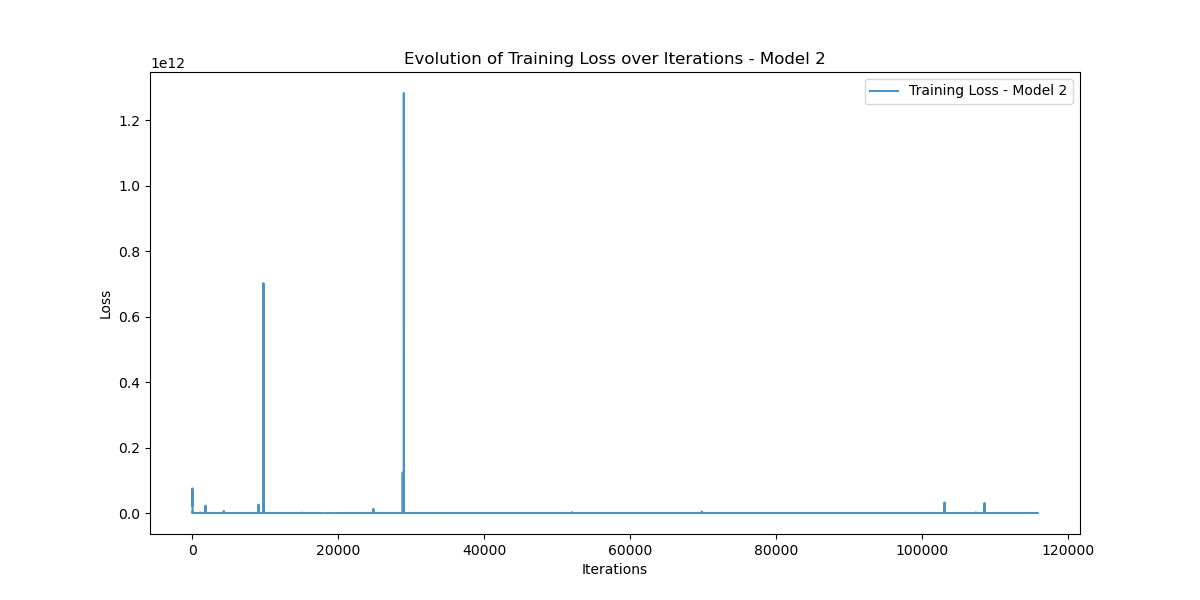 Evolution of Training Loss over Iterations - Model 2
1e12
Training Loss - Model 2
1.2
1.0
0.8
0.6
0.4
0.2
0.0
Loss
0 20000 40000 60000 80000 100000 120000
Iterations